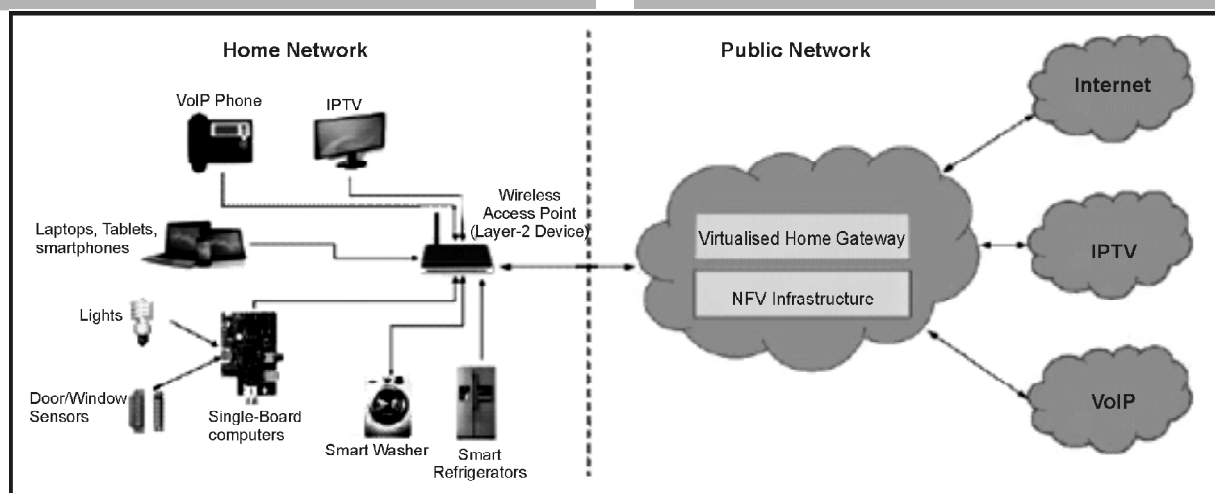 Home Network
Public Network
VoIP Phone
IPTV
Wireless
Access Point
(Layer-2 Device)
Laptops, Tablets,
smartphones
Lights
Door/Window
Sensors
Single-Board
computers
Smart Washer
Smart
Refrigerators
Virtualised Home Gateway
NFV Infrastructure
Internet
IPTV
VoIP